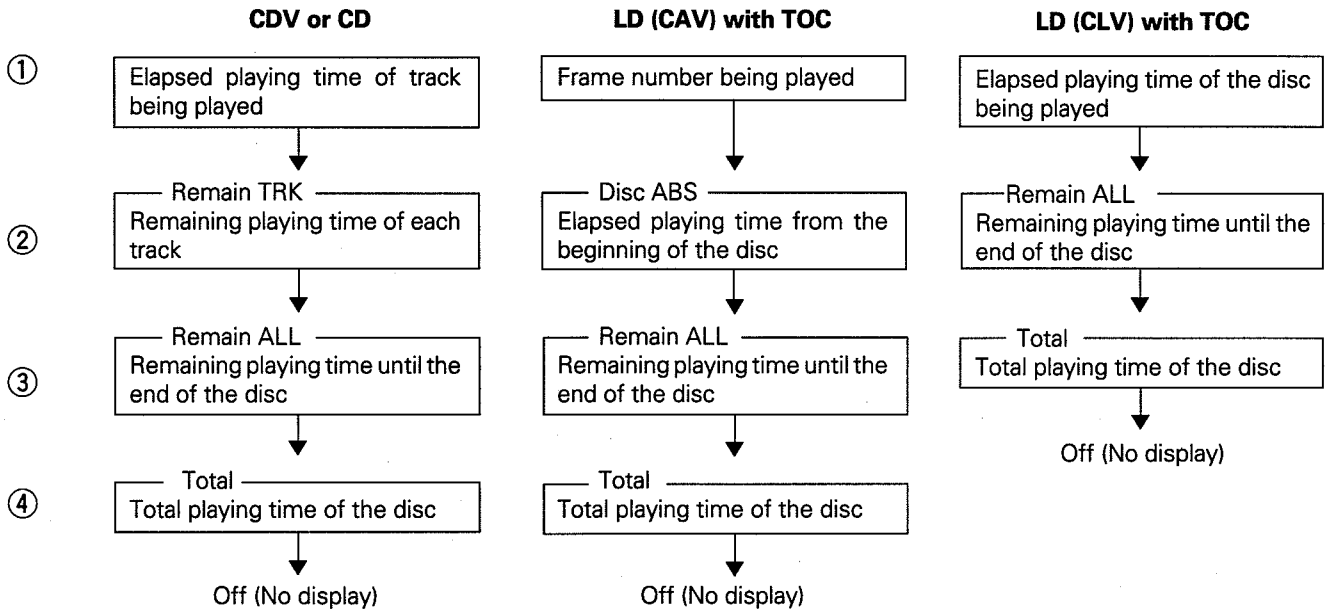 CDV or CD
LD (CAV) with TOC
LD (CLV) with TOC
①
Elapsed playing time of track
being played
Frame number being played
Elapsed playing time of the disc
being played
②
Remain TRK
Remaining playing time of each
track
Disc ABS
Elapsed playing time from the
beginning of the disc
Remain ALL
Remaining playing time until the
end of the disc
③
Remain ALL
Remaining playing time until the
end of the disc
Remain ALL
Remaining playing time until the
end of the disc
Total
Total playing time of the disc
Off (No display)
④
Total
Total playing time of the disc
Total
Total playing time of the disc
Off (No display)
Off (No display)